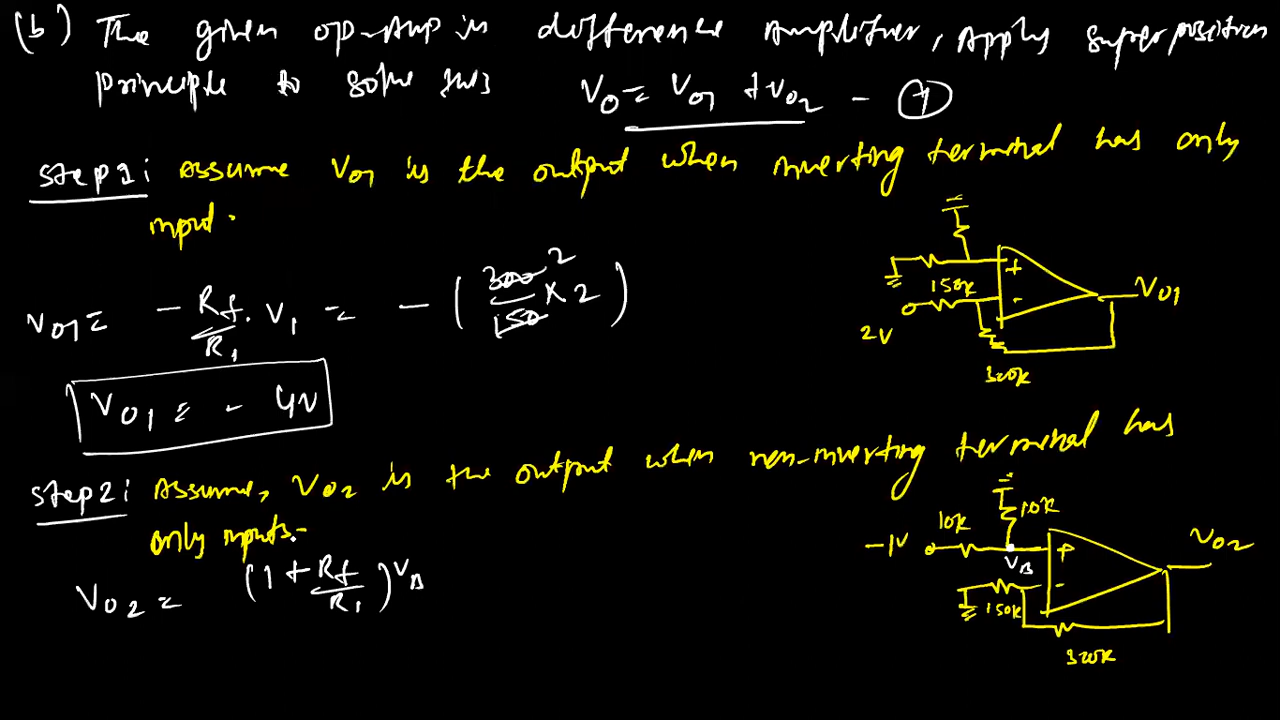 (b) The given op-Amp is difference Amplifier, Apply superposition
principle to solve this V0 = V01 + V02 - ①
Step1: Assume V01 is the output when inverting terminal has only
input.
V01 = - Rf/R1 . V1 = - (300/150 × 2) 2
V01 = - 4V
+
-
150k
2V
300k
V01
Step2: Assume, V02 is the output when non-inverting terminal has
only inputs.
V02 = (1 + Rf/R1) VB
10k
10k
-1V
VB
+
-
150k
300k
V02